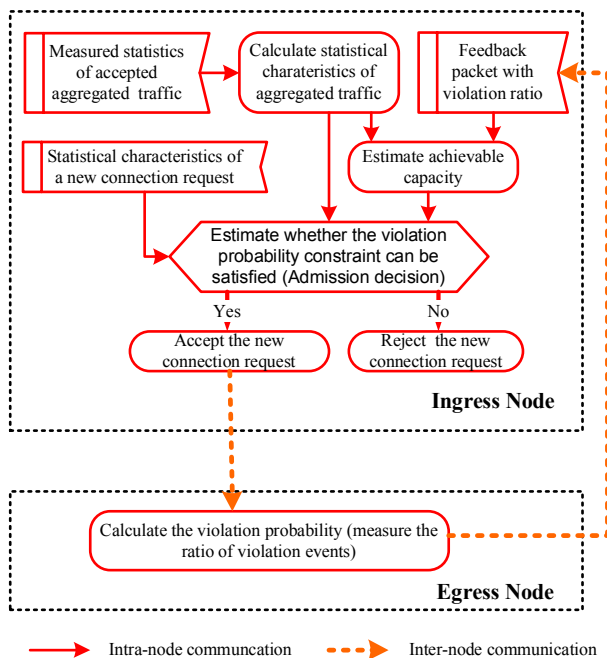 Measured statistics
of accepted
aggregated traffic
Calculate statistical
charateristics of
aggregated traffic
Feedback
packet with
violation ratio
Statistical characteristics of
a new connection request
Estimate achievable
capacity
Estimate whether the violation
probability constraint can be
satisfied (Admission decision)
Yes
No
Accept the new
connection request
Reject the new
connection request
Ingress Node
Calculate the violation probability (measure the
ratio of violation events)
Egress Node
Intra-node communcation
Inter-node communication